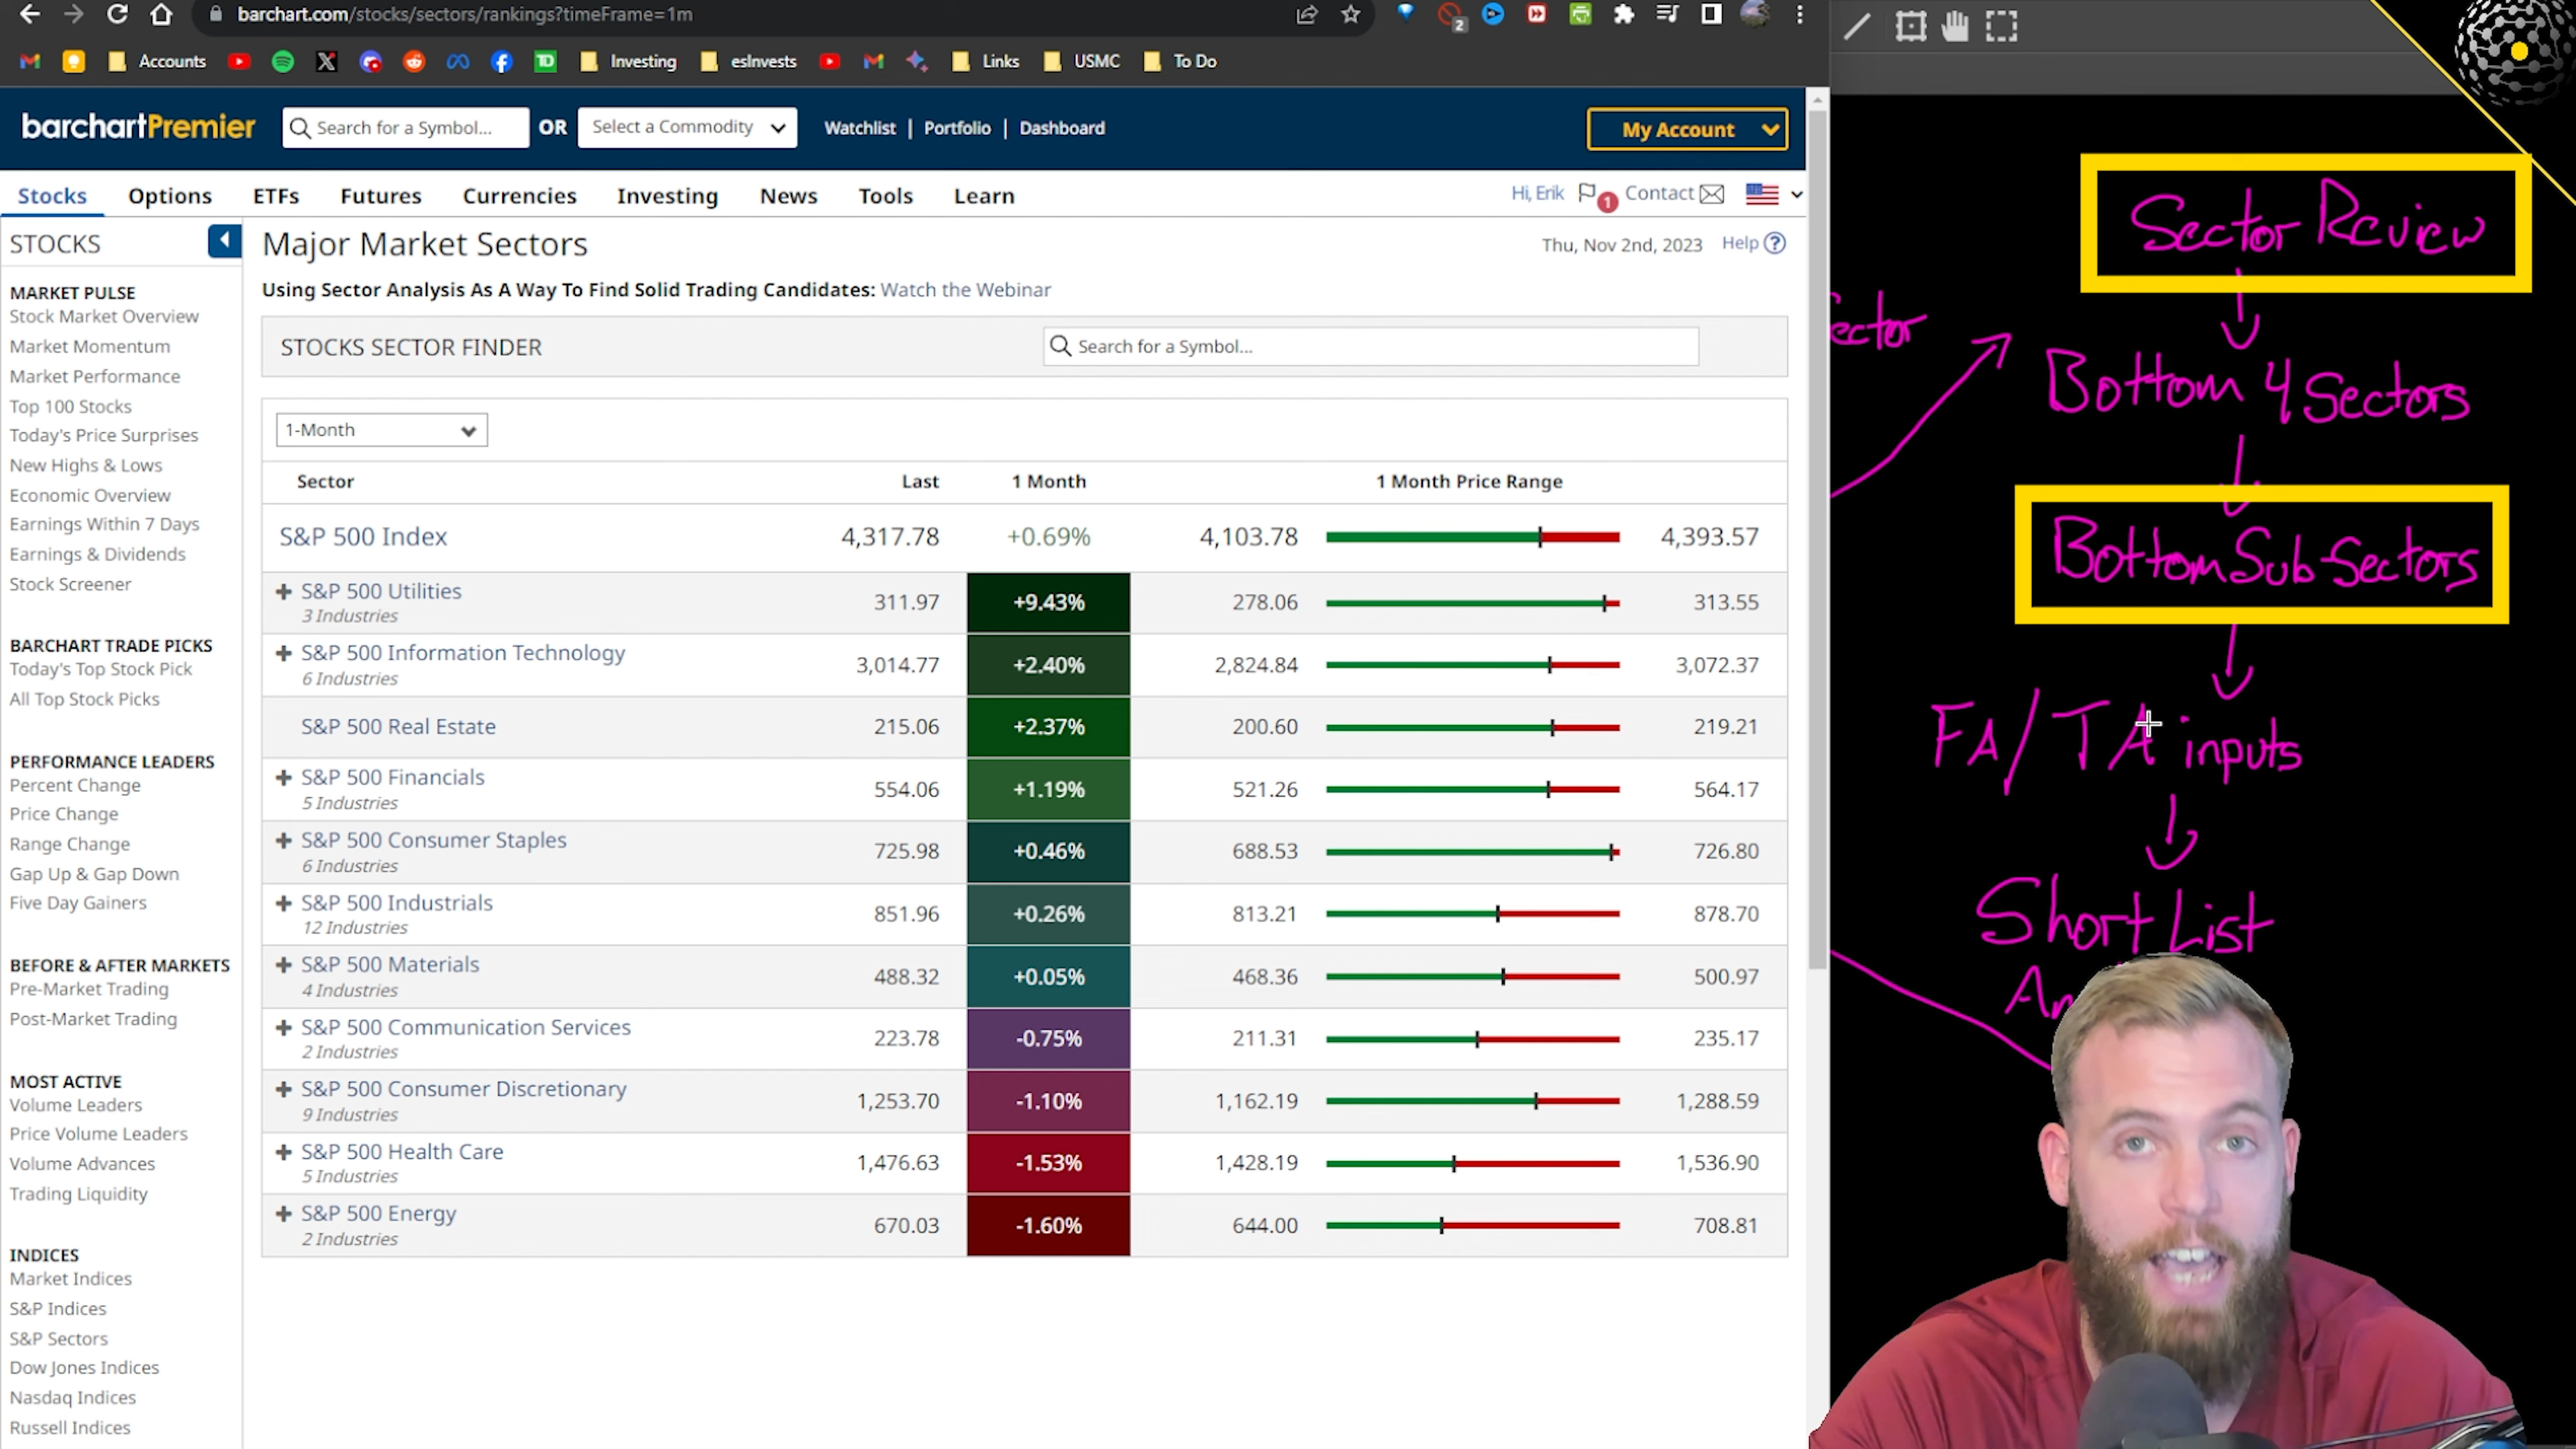 barchart.com/stocks/sectors/rankings?timeFrame=1m
2
Accounts
TD
Investing
esInvests
Links
USMC
To Do
barchartPremier
Search for a Symbol...
OR
Select a Commodity
Watchlist | Portfolio | Dashboard
My Account
Stocks Options ETFs Futures Currencies Investing News Tools Learn
Hi, Erik
1
Contact
STOCKS
MARKET PULSE
Stock Market Overview
Market Momentum
Market Performance
Top 100 Stocks
Today's Price Surprises
New Highs & Lows
Economic Overview
Earnings Within 7 Days
Earnings & Dividends
Stock Screener
BARCHART TRADE PICKS
Today's Top Stock Pick
All Top Stock Picks
PERFORMANCE LEADERS
Percent Change
Price Change
Range Change
Gap Up & Gap Down
Five Day Gainers
BEFORE & AFTER MARKETS
Pre-Market Trading
Post-Market Trading
MOST ACTIVE
Volume Leaders
Price Volume Leaders
Volume Advances
Trading Liquidity
INDICES
Market Indices
S&P Indices
S&P Sectors
Dow Jones Indices
Nasdaq Indices
Russell Indices
Major Market Sectors
Thu, Nov 2nd, 2023
Help ?
Using Sector Analysis As A Way To Find Solid Trading Candidates: Watch the Webinar
STOCKS SECTOR FINDER
Search for a Symbol...
1-Month
Sector Last 1 Month 1 Month Price Range
S&P 500 Index 4,317.78 +0.69% 4,103.78 4,393.57
S&P 500 Utilities 311.97 +9.43% 278.06 313.55
3 Industries
S&P 500 Information Technology 3,014.77 +2.40% 2,824.84 3,072.37
6 Industries
S&P 500 Real Estate 215.06 +2.37% 200.60 219.21
S&P 500 Financials 554.06 +1.19% 521.26 564.17
5 Industries
S&P 500 Consumer Staples 725.98 +0.46% 688.53 726.80
6 Industries
S&P 500 Industrials 851.96 +0.26% 813.21 878.70
12 Industries
S&P 500 Materials 488.32 +0.05% 468.36 500.97
4 Industries
S&P 500 Communication Services 223.78 -0.75% 211.31 235.17
2 Industries
S&P 500 Consumer Discretionary 1,253.70 -1.10% 1,162.19 1,288.59
9 Industries
S&P 500 Health Care 1,476.63 -1.53% 1,428.19 1,536.90
5 Industries
S&P 500 Energy 670.03 -1.60% 644.00 708.81
2 Industries
Sector Review
ector
Bottom 4 Sectors
Bottom Sub-Sectors
FA/TA inputs
Short List